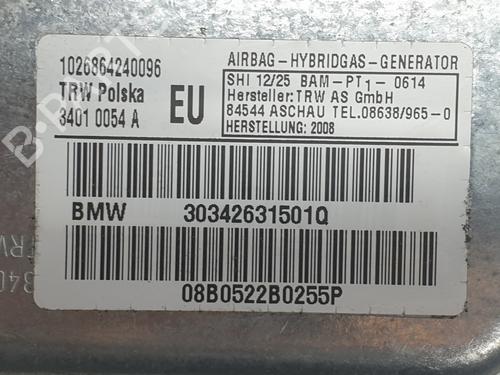 1026864240096
TRW Polska
3401 0054 A
EU
AIRBAG-HYBRIDGAS-GENERATOR
SHI 12/25 BAM-PT1-0614
Hersteller:TRW AS GmbH
84544 ASCHAU TEL.08638/965-0
HERSTELLUNG: 2008
BMW 30342631501Q
08B0522B0255P